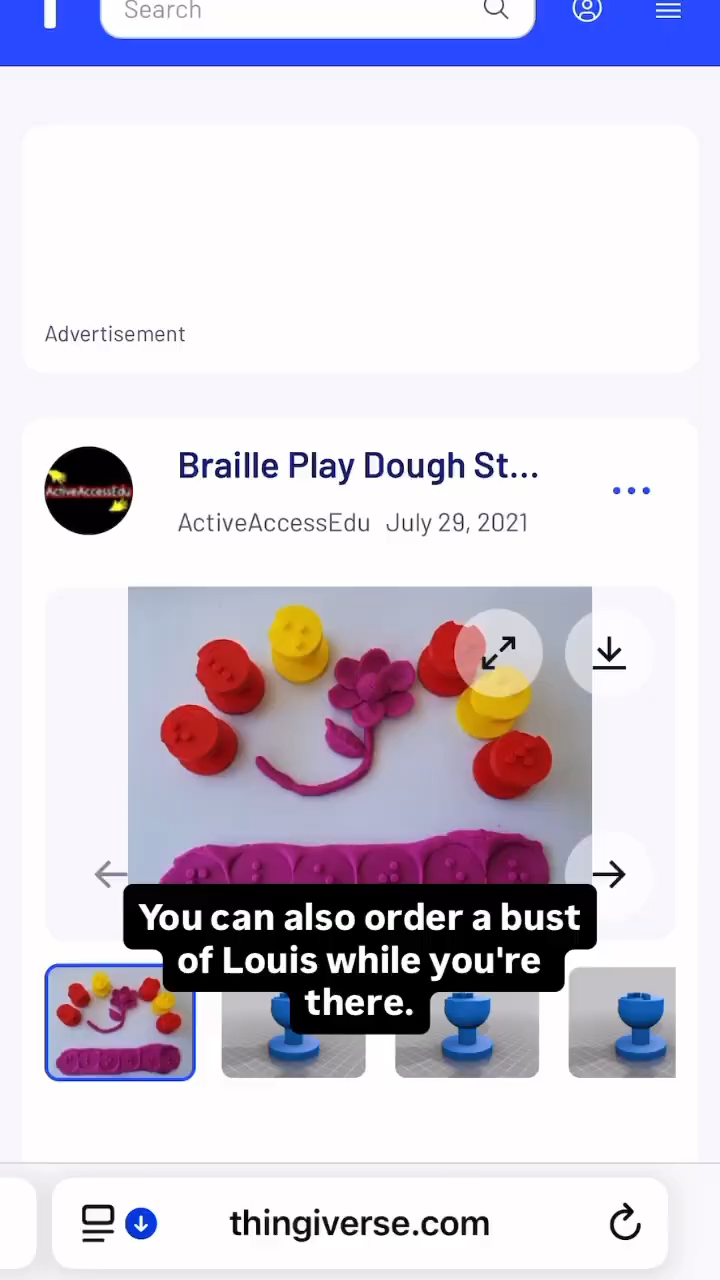 Search
Advertisement
Braille Play Dough St...
ActiveAccessEdu July 29, 2021
ActiveAccessEdu
You can also order a bust
of Louis while you're
there.
thingiverse.com